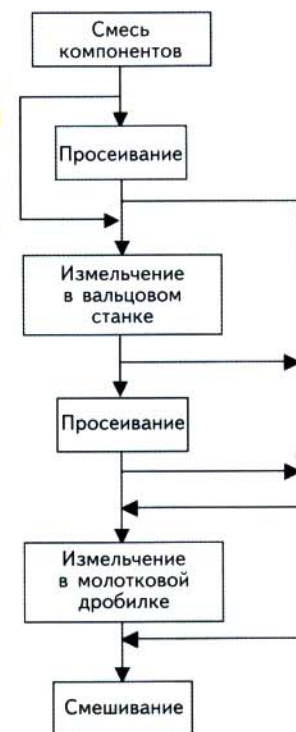 Смесь
компонентов
Просеивание
Измельчение
в вальцовом
станке
Просеивание
Измельчение
в молотковой
дробилке
Смешивание